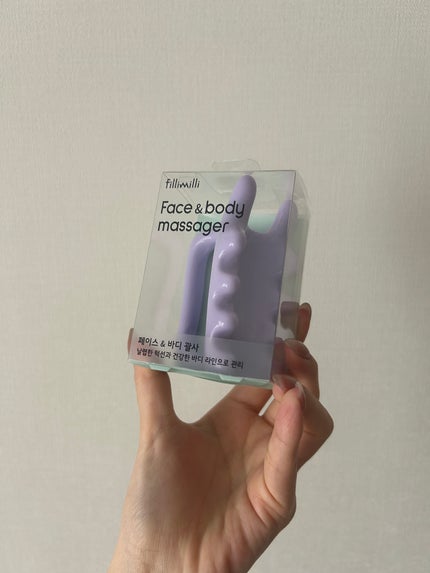 fillimilli
Face & body
massager
페이스 & 바디 괄사
날렵한 턱선과 건강한 바디 라인으로 관리